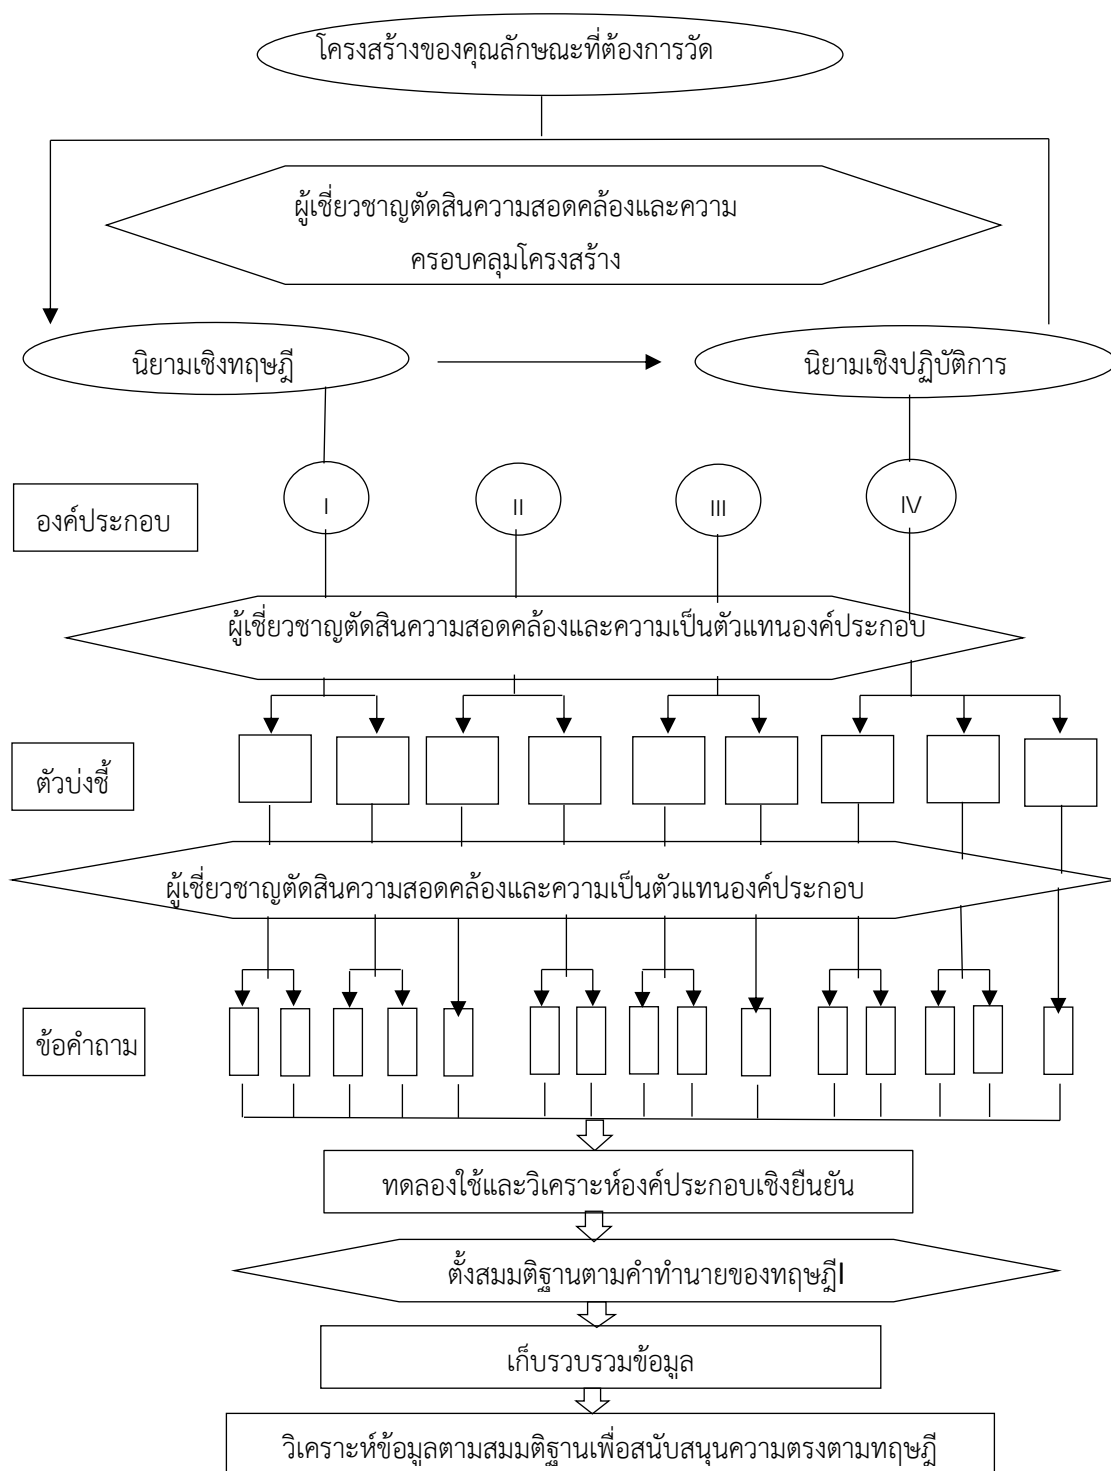 โครงสร้างของคุณลักษณะที่ต้องการวัด
ผู้เชี่ยวชาญตัดสินความสอดคล้องและความ
ครอบคลุมโครงสร้าง
นิยามเชิงทฤษฎี
นิยามเชิงปฏิบัติการ
องค์ประกอบ
I
II
III
IV
ผู้เชี่ยวชาญตัดสินความสอดคล้องและความเป็นตัวแทนองค์ประกอบ
ตัวบ่งชี้
ผู้เชี่ยวชาญตัดสินความสอดคล้องและความเป็นตัวแทนองค์ประกอบ
ข้อคำถาม
ทดลองใช้และวิเคราะห์องค์ประกอบเชิงยืนยัน
ตั้งสมมติฐานตามคำทำนายของทฤษฎีI
เก็บรวบรวมข้อมูล
วิเคราะห์ข้อมูลตามสมมติฐานเพื่อสนับสนุนความตรงตามทฤษฎี